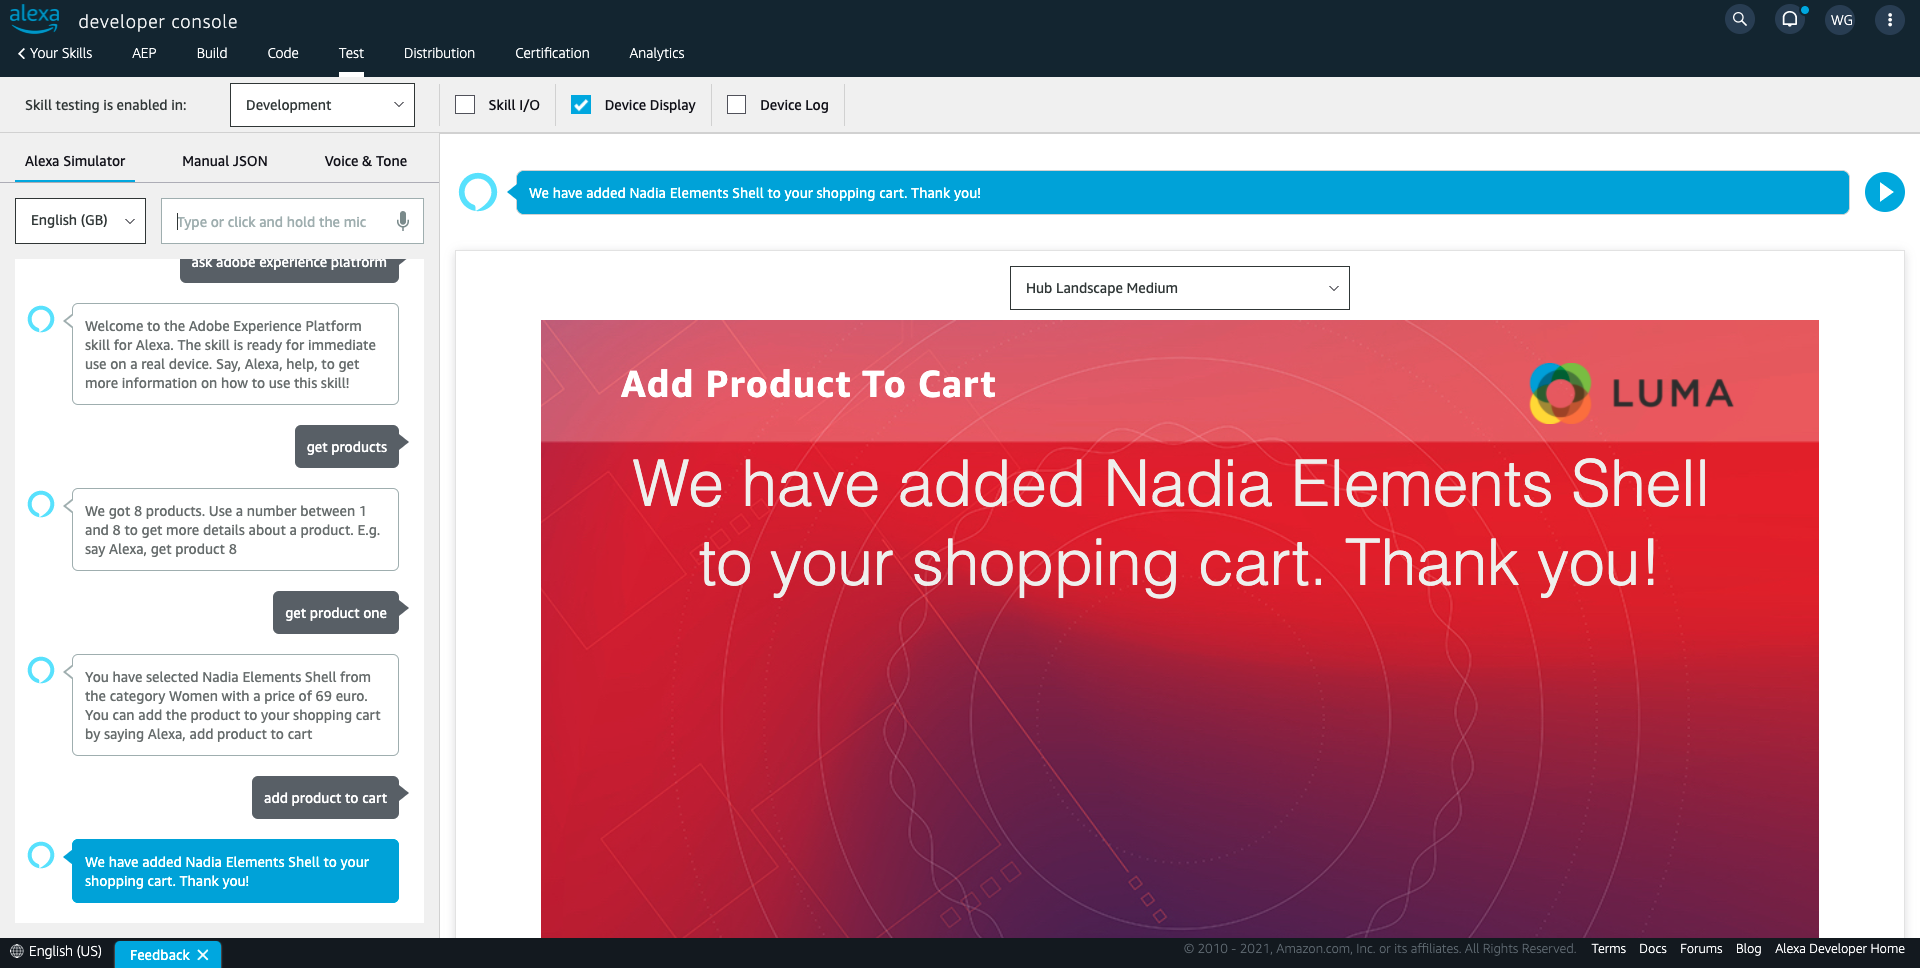 alexa developer console
WG
Your Skills AEP Build Code Test Distribution Certification Analytics
Skill testing is enabled in: Development Skill I/O Device Display Device Log
Alexa Simulator Manual JSON Voice & Tone
English (GB) Type or click and hold the mic
ask adobe experience platform
Welcome to the Adobe Experience Platform
skill for Alexa. The skill is ready for immediate
use on a real device. Say, Alexa, help, to get
more information on how to use this skill!
get products
We got 8 products. Use a number between 1
and 8 to get more details about a product. E.g.
say Alexa, get product 8
get product one
You have selected Nadia Elements Shell from
the category Women with a price of 69 euro.
You can add the product to your shopping cart
by saying Alexa, add product to cart
add product to cart
We have added Nadia Elements Shell to your
shopping cart. Thank you!
We have added Nadia Elements Shell to your shopping cart. Thank you!
Hub Landscape Medium
Add Product To Cart
LUMA
We have added Nadia Elements Shell
to your shopping cart. Thank you!
English (US) Feedback
© 2010 - 2021, Amazon.com, Inc. or its affiliates. All Rights Reserved. Terms Docs Forums Blog Alexa Developer Home